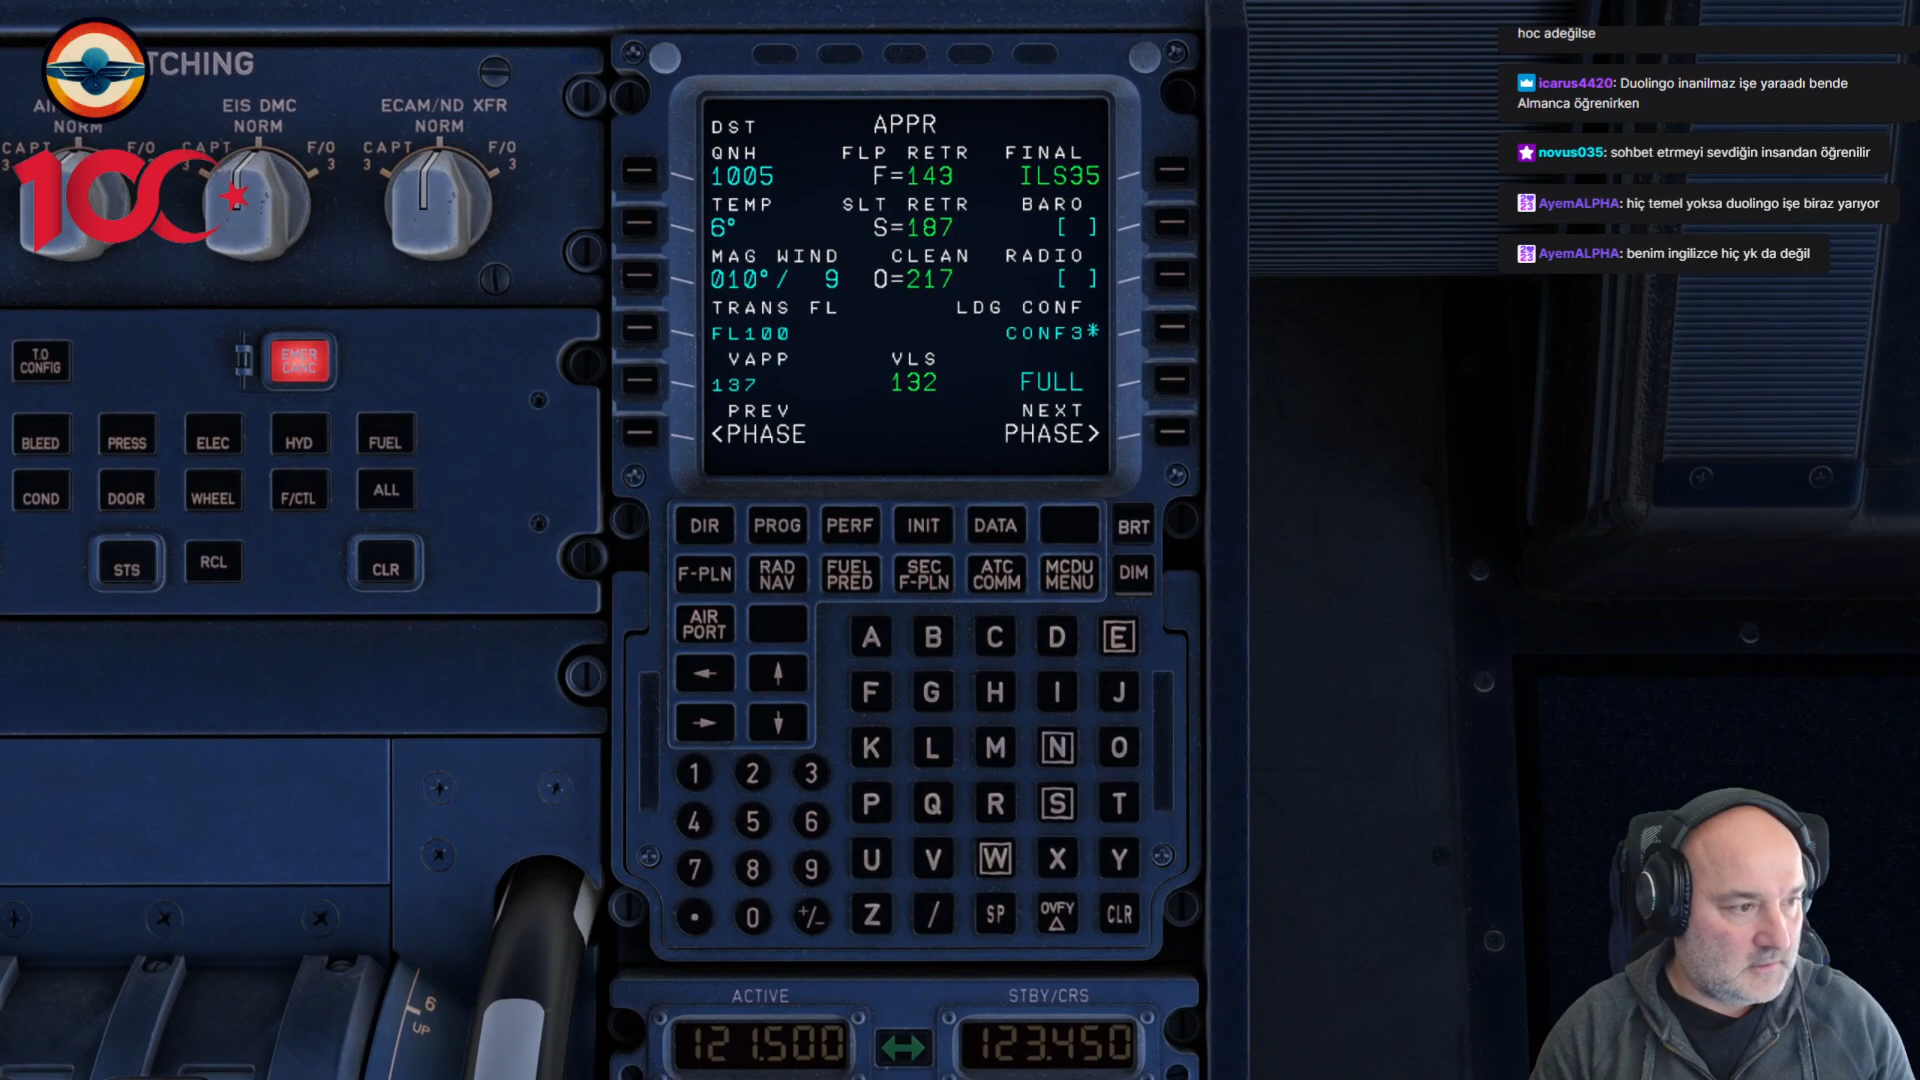 TCHING
EIS DMC
ECAM/ND XFR
NORM
NORM
NORM
CAPT
F/O
CAPT
F/O
CAPT
F/O
3
3
3
3
3
100
T.O
CONFIG
EMER
CANC
BLEED
PRESS
ELEC
HYD
FUEL
COND
DOOR
WHEEL
F/CTL
ALL
STS
RCL
CLR
6
UP
DST APPR
QNH FLP RETR FINAL
1005 F=143 ILS35
TEMP SLT RETR BARO
6° S=187 [ ]
MAG WIND CLEAN RADIO
010°/ 9 O=217 [ ]
TRANS FL LDG CONF
FL100 CONF3*
VAPP VLS
137 132 FULL
PREV NEXT
<PHASE PHASE>
DIR PROG PERF INIT DATA BRT
F-PLN RAD NAV FUEL PRED SEC F-PLN ATC COMM MCDU MENU DIM
AIR PORT
← ↑
→ ↓
A B C D E
F G H I J
K L M N O
1 2 3
P Q R S T
4 5 6
U V W X Y
7 8 9
Z / SP OVFY △ CLR
• 0 +/-
ACTIVE STBY/CRS
121.500 123.450
hoc adeğilse
icarus4420: Duolingo inanilmaz işe yaraadı bende
Almanca öğrenirken
novus035: sohbet etrmeyi sevdiğin insandan öğrenilir
AyemALPHA: hiç temel yoksa duolingo işe biraz yarıyor
AyemALPHA: benim ingilizce hiç yk da değil